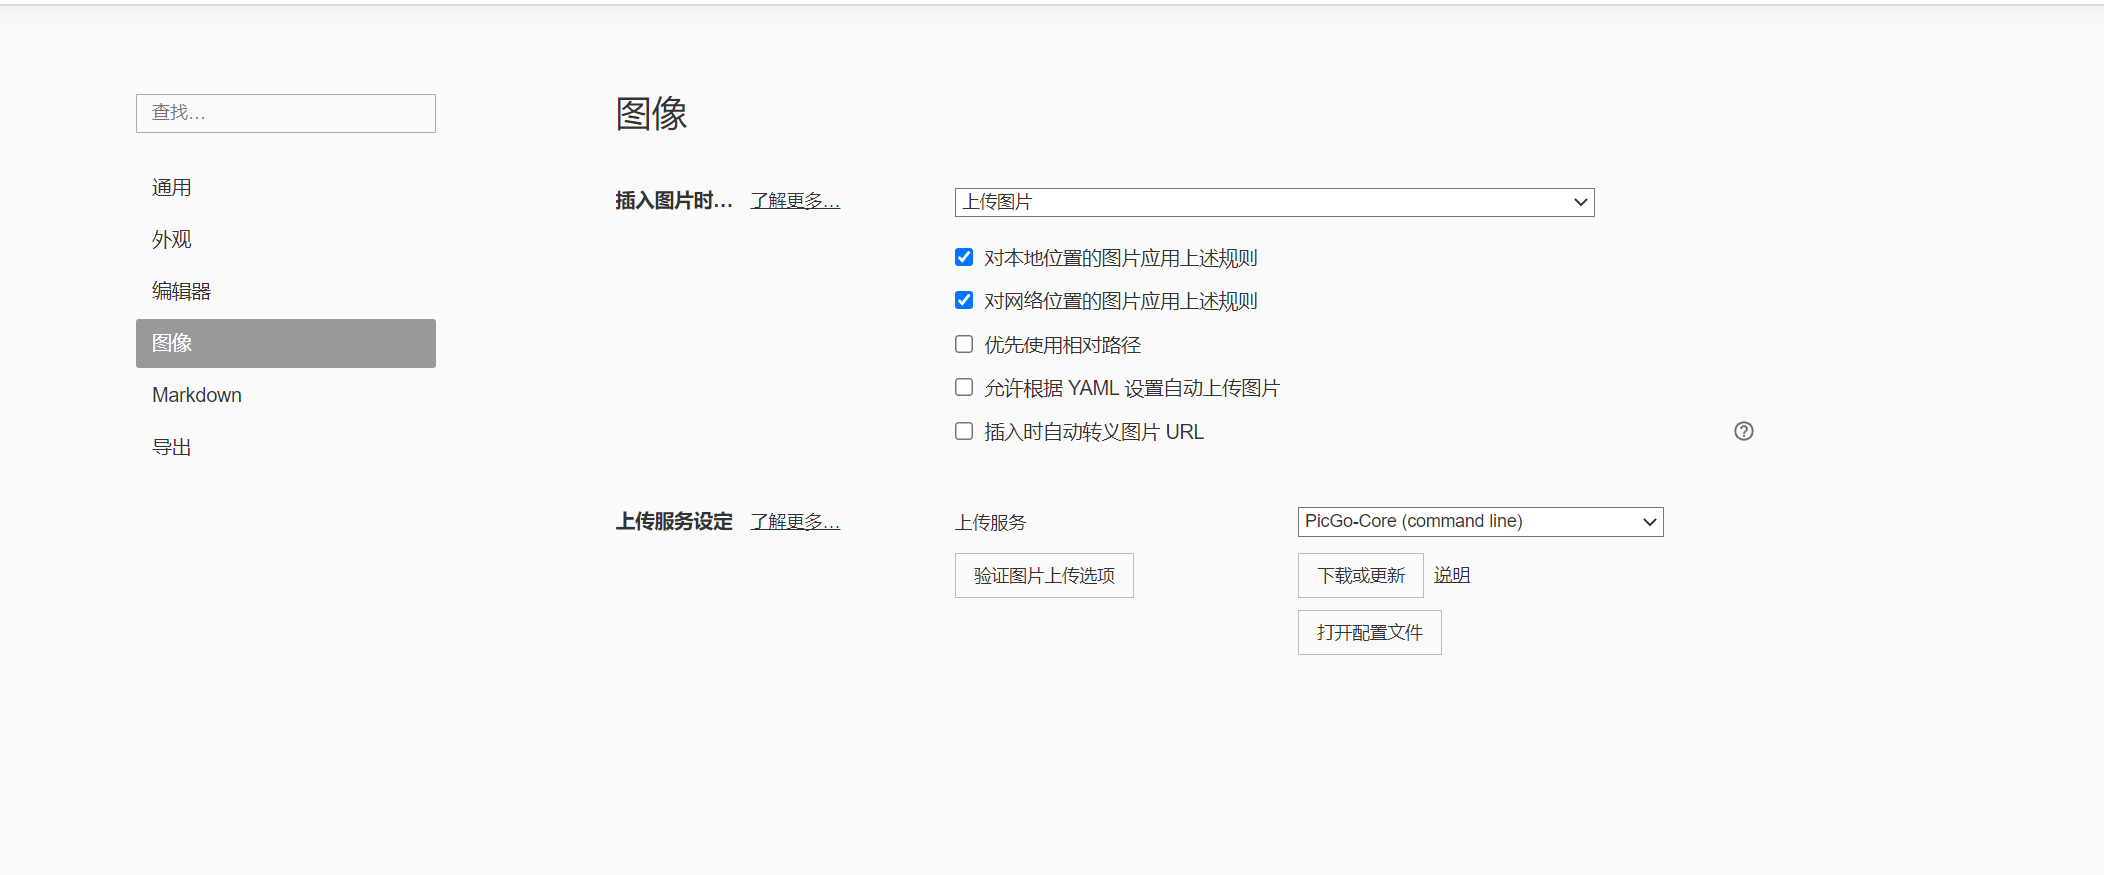 查找...
通用
外观
编辑器
图像
Markdown
导出
图像
插入图片时... 了解更多... 上传图片
对本地位置的图片应用上述规则
对网络位置的图片应用上述规则
优先使用相对路径
允许根据 YAML 设置自动上传图片
插入时自动转义图片 URL
上传服务设定 了解更多... 上传服务 PicGo-Core (command line)
验证图片上传选项 下载或更新 说明
打开配置文件